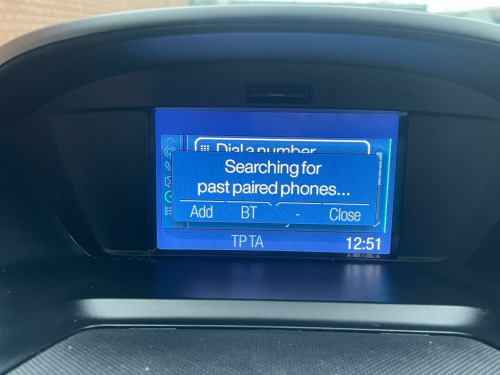 Dial a number
Searching for
past paired phones...
Add BT - Close
TP TA 12:51